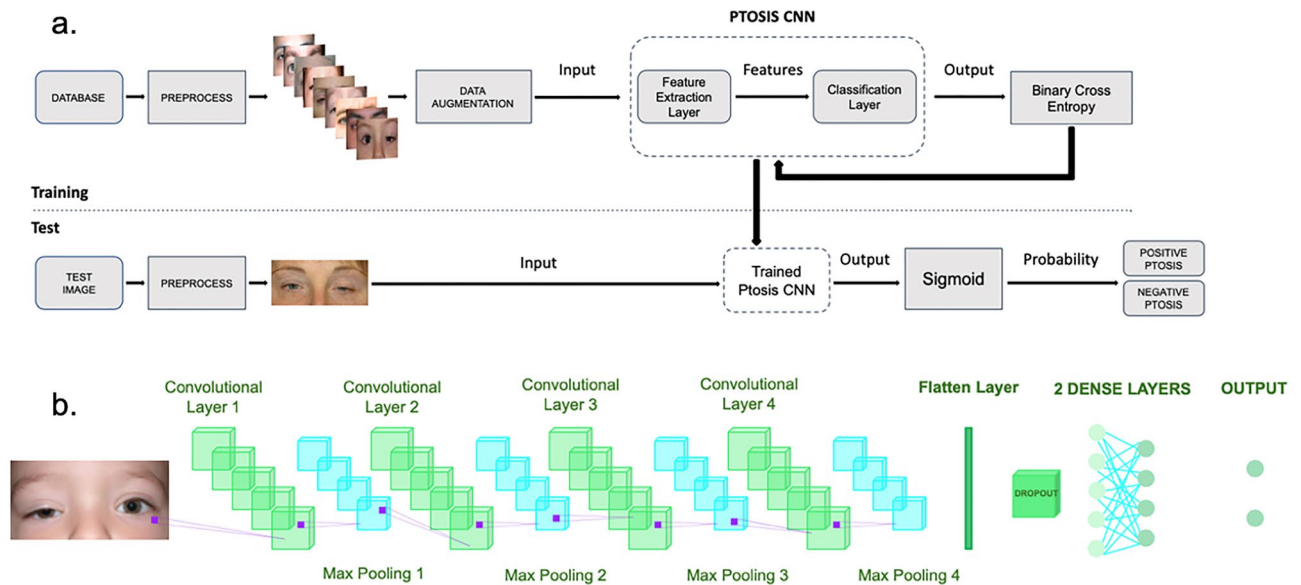 a.
PTOSIS CNN
DATABASE
PREPROCESS
DATA
AUGMENTATION
Input
Feature
Extraction
Layer
Features
Classification
Layer
Output
Binary Cross
Entropy
Training
Test
TEST
IMAGE
PREPROCESS
Input
Trained
Ptosis CNN
Output
Sigmoid
Probability
POSITIVE
PTOSIS
NEGATIVE
PTOSIS
b.
Convolutional
Layer 1
Convolutional
Layer 2
Convolutional
Layer 3
Convolutional
Layer 4
Flatten Layer
2 DENSE LAYERS
OUTPUT
DROPOUT
Max Pooling 1
Max Pooling 2
Max Pooling 3
Max Pooling 4